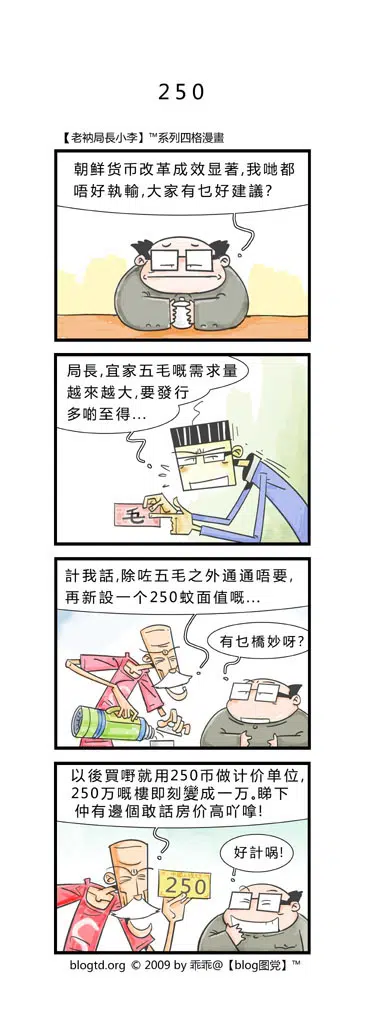 250
【老衲局長小李】™系列四格漫畫
朝鮮货币改革成效显著,我哋都
唔好執輸,大家有乜好建議?
局長,宜家五毛嘅需求量
越來越大,要發行
多啲至得...
毛
計我話,除咗五毛之外通通唔要,
再新設一个250蚊面值嘅...
有乜橋妙呀?
以後買嘢就用250币做计价单位,
250万嘅樓即刻變成一万。睇下
仲有邊個敢話房价高吖嗱!
250
好計喎!
blogtd.org © 2009 by 乖乖@【blog图党】™